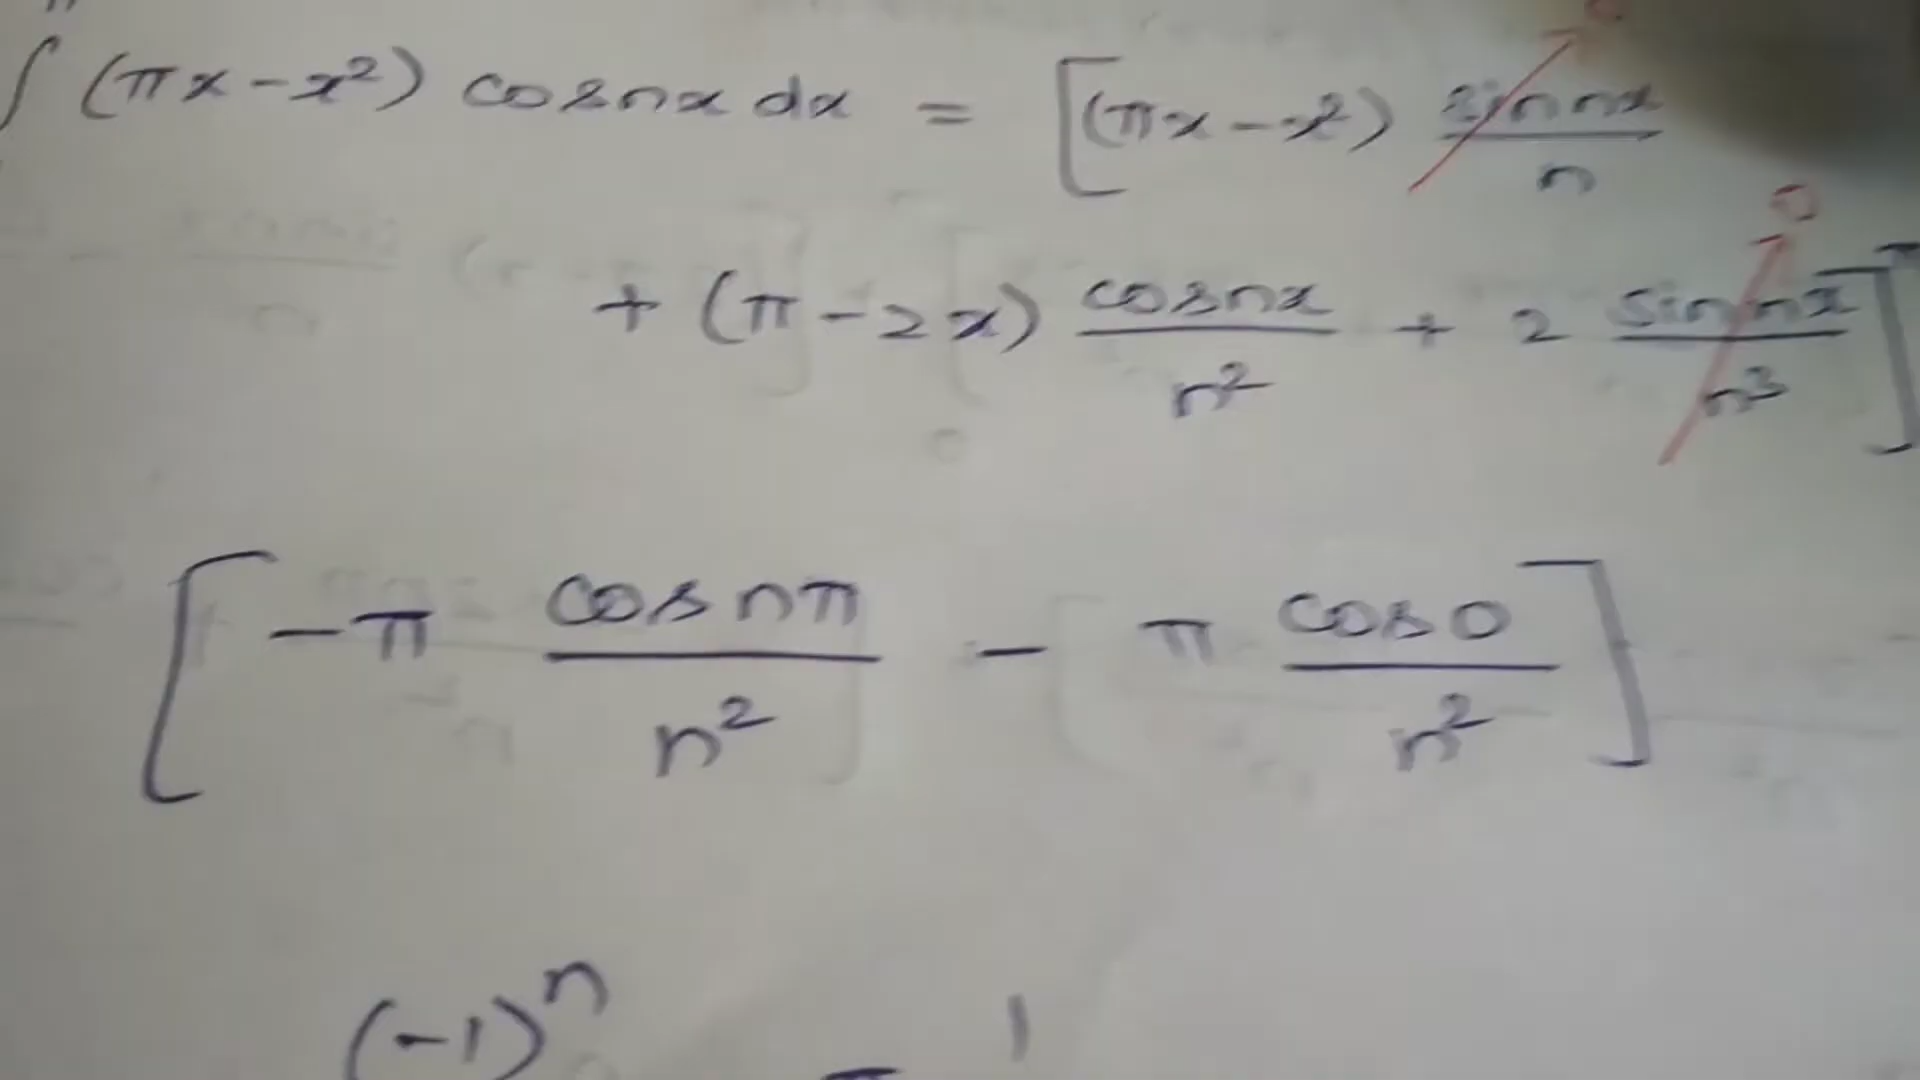 π
∫ (πx - x²) cos nx dx = [(πx - x²) sin nx / n
+ (π - 2x) cos nx / n² + 2 sin nx / n³]
[-π cos nπ / n² - π cos 0 / n²]
(-1)ⁿ 1